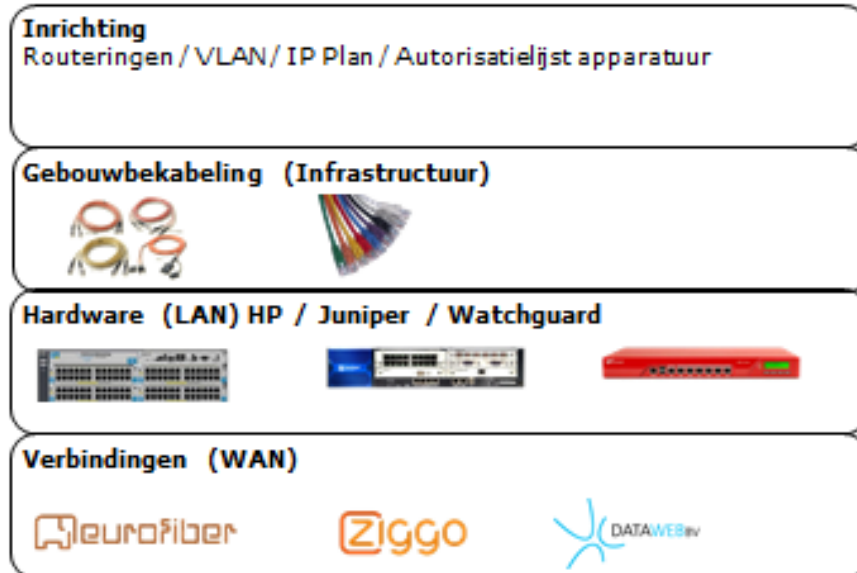 Inrichting
Routeringen / VLAN / IP Plan / Autorisatielijst apparatuur
Gebouwbekabeling (Infrastructuur)
Hardware (LAN) HP / Juniper / Watchguard
Verbindingen (WAN)
eurofiber
ziggo
DATAWEB BV